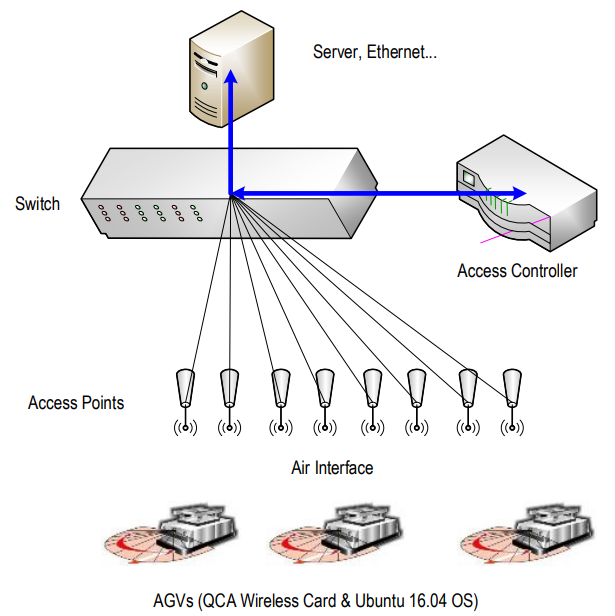 Server, Ethernet...
Switch
Access Controller
Access Points
Air Interface
AGVs (QCA Wireless Card & Ubuntu 16.04 OS)